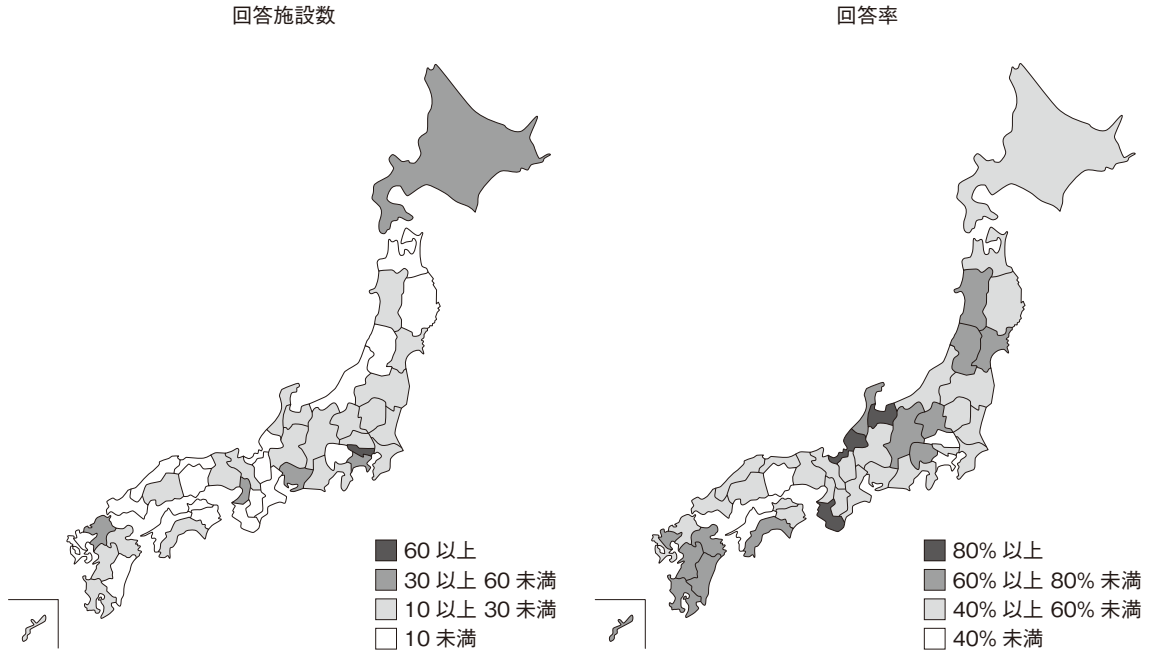 回答施設数
60 以上
30 以上 60 未満
10 以上 30 未満
10 未満
回答率
80% 以上
60% 以上 80% 未満
40% 以上 60% 未満
40% 未満